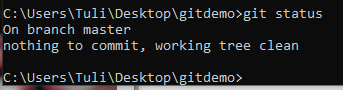 C:\Users\Tuli\Desktop\gitdemo>git status
On branch master
nothing to commit, working tree clean
C:\Users\Tuli\Desktop\gitdemo>